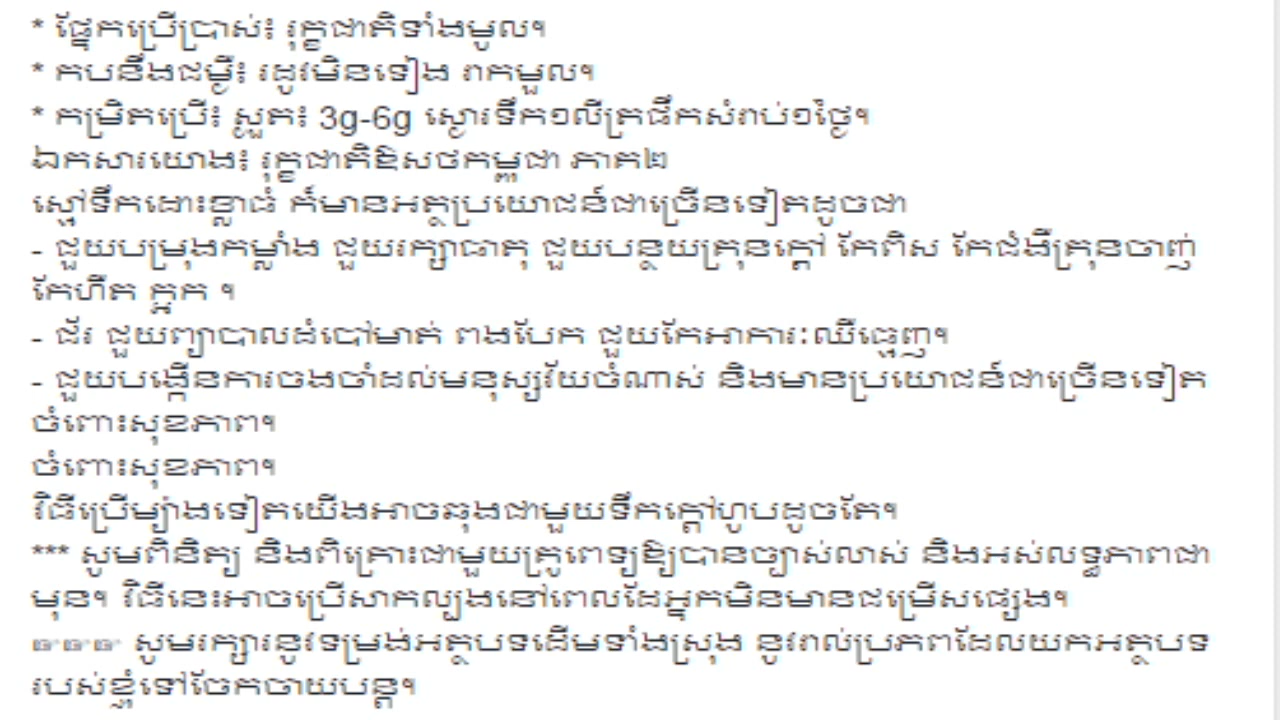 * ផ្នែកប្រើប្រាស់៖ រុក្ខជាតិទាំងមូល។
* កបនឹងជម្ងឺ៖ រដូវមិនទៀង រាកមួល។
* កម្រិតប្រើ៖ ស្ងួត៖ 3g-6g ស្ងោរទឹក១លីត្រផឹកសំរាប់១ថ្ងៃ។
ឯកសារយោង៖ រុក្ខជាតិឱសថកម្ពុជា ភាគ២
ស្មៅទឹកដោះខ្លាធំ ក៏មានអត្ថប្រយោជន៍ជាច្រើនទៀតដូចជា
- ជួយបម្រុងកម្លាំង ជួយរក្សាធាតុ ជួយបន្ថយគ្រុនក្តៅ កែពិស កែជំងឺគ្រុនចាញ់
កែហឺត ក្អក ។
- ជ័រ ជួយព្យាបាលដំបៅមាត់ ពងបែក ជួយកែអាការៈឈឺធ្មេញ។
- ជួយបង្កើនការចងចាំដល់មនុស្សវ័យចំណាស់ និងមានប្រយោជន៍ជាច្រើនទៀត
ចំពោះសុខភាព។
ចំពោះសុខភាព។
វិធីប្រើម្យ៉ាងទៀតយើងអាចឆុងជាមួយទឹកក្តៅហូបដូចតែ។
*** សូមពិនិត្យ និងពិគ្រោះជាមួយគ្រូពេទ្យឱ្យបានច្បាស់លាស់ និងអស់លទ្ធភាពជា
មុន។ វិធីនេះអាចប្រើសាកល្បងនៅពេលដែអ្នកមិនមានជម្រើសផ្សេង។
☞☞☞ សូមរក្សារនូវទម្រង់អត្ថបទដើមទាំងស្រុង នូវរាល់ប្រភពដែលយកអត្ថបទ
របស់ខ្ញុំទៅចែកចាយបន្ត។